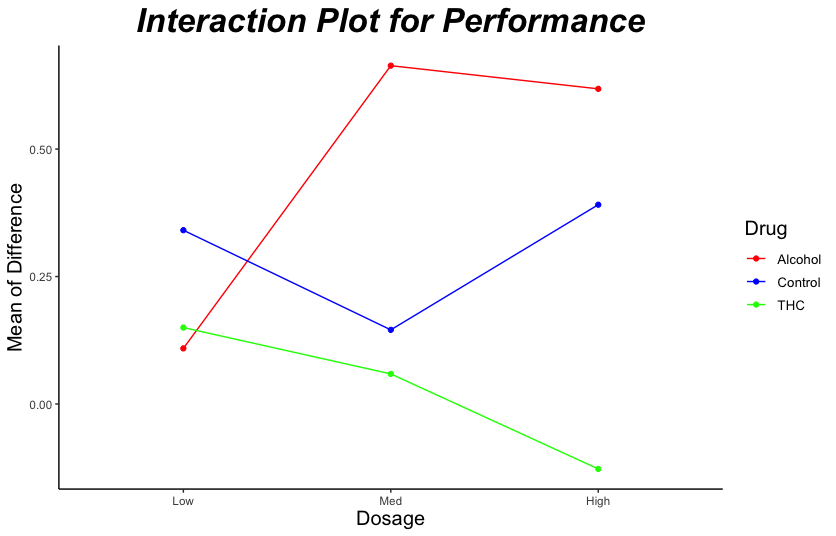 Interaction Plot for Performance
Mean of Difference
0.50
0.25
0.00
Low Med High
Dosage
Drug
Alcohol
Control
THC